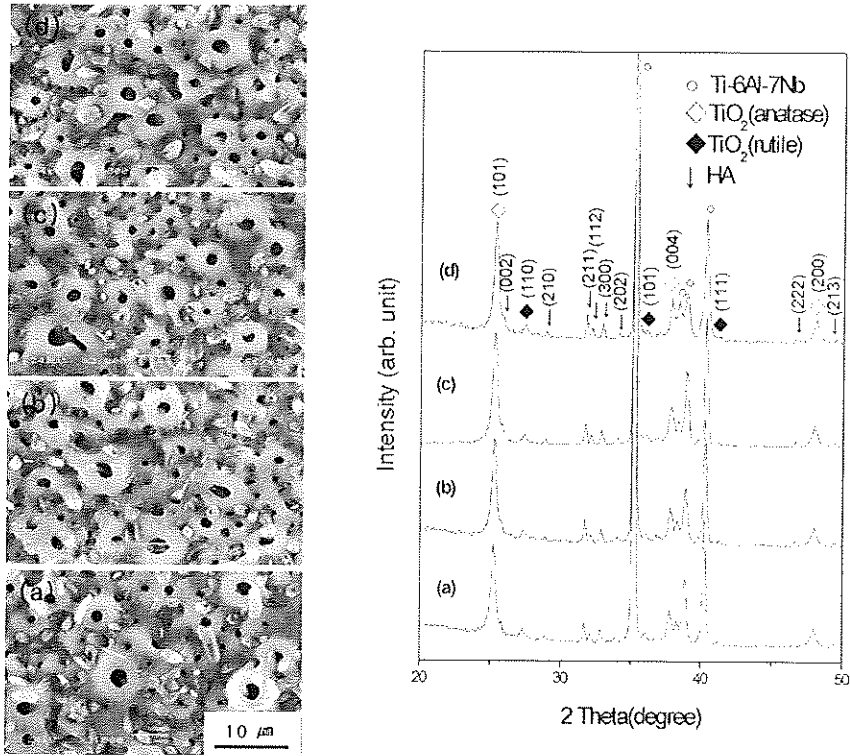 (d)
(c)
(b)
(a)
10 ㎛
Ti-6Al-7Nb
TiO2(anatase)
TiO2(rutile)
HA
(101)
(002)
(110)
(210)
(211)
(112)
(300)
(202)
(101)
(004)
(111)
(222)
(200)
(213)
(d)
(c)
(b)
(a)
Intensity (arb. unit)
20
30
40
50
2 Theta(degree)